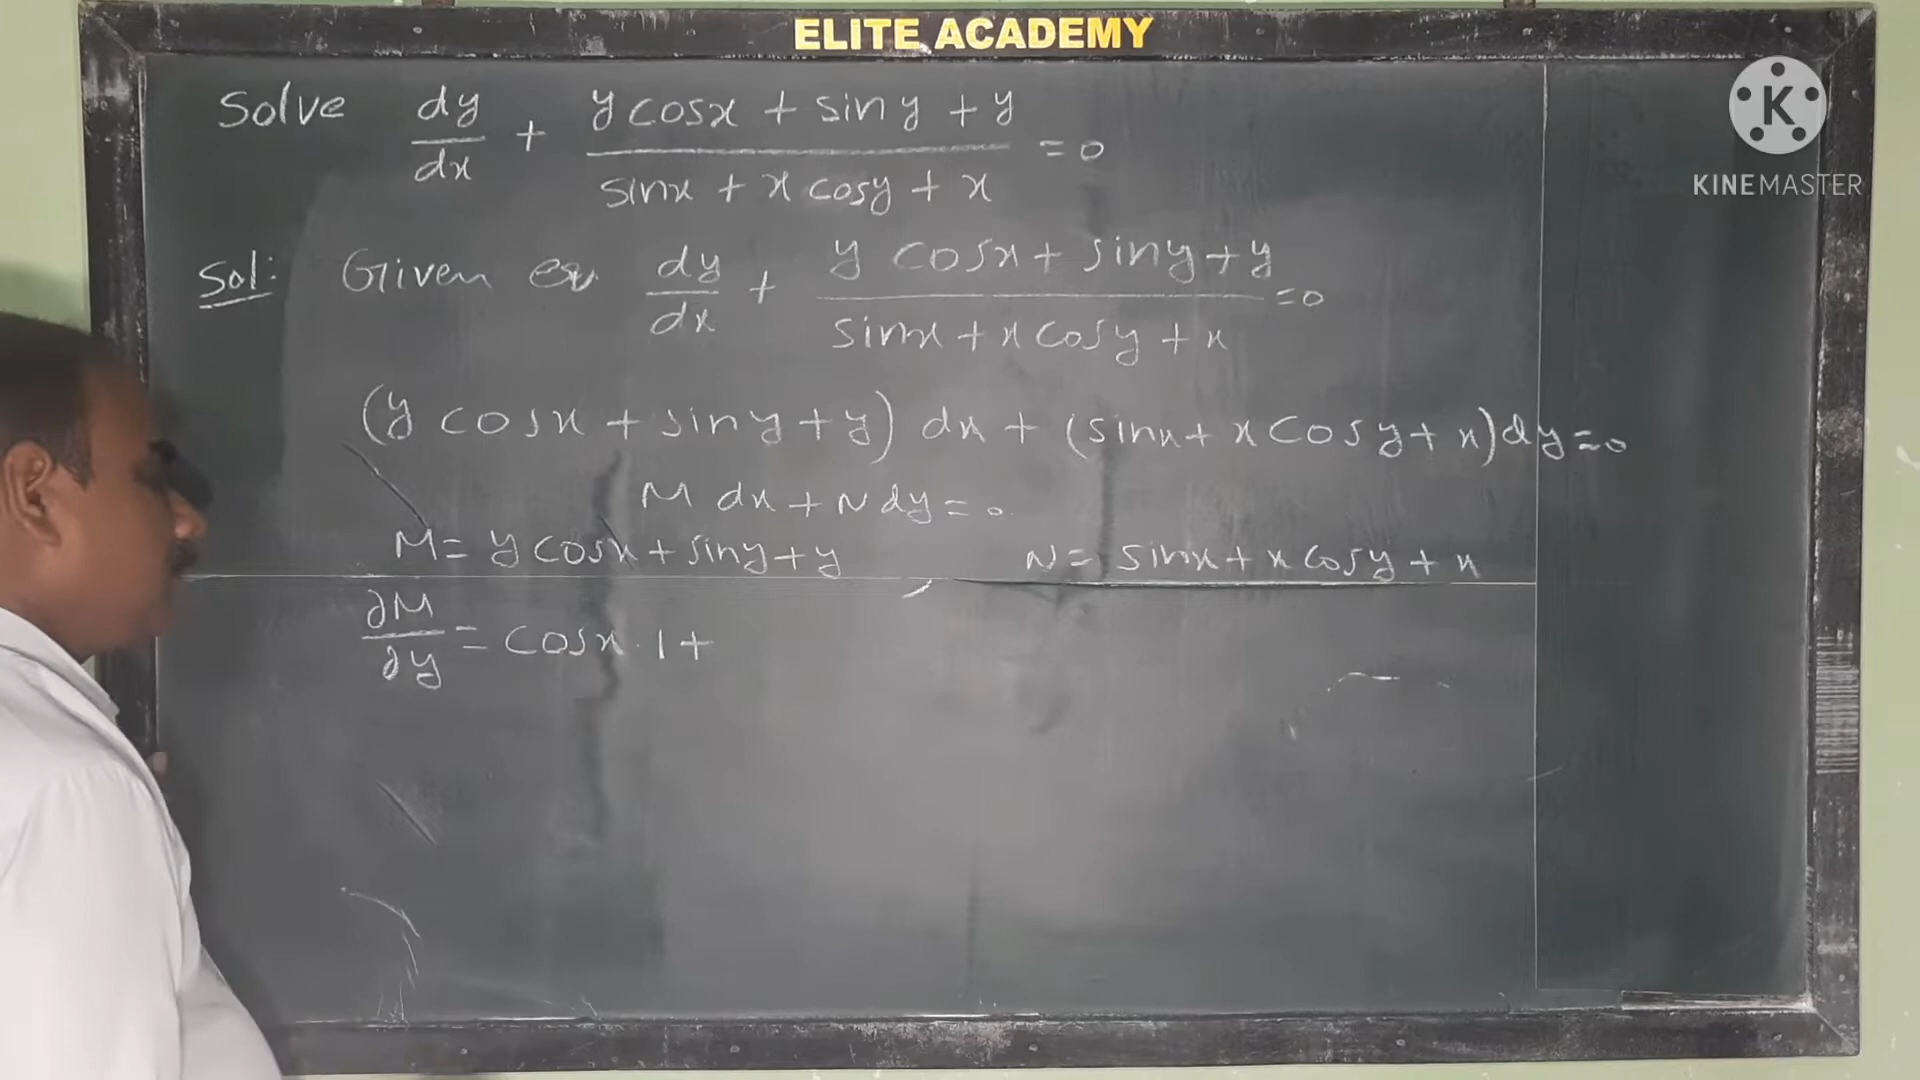 ELITE ACADEMY
K
KINEMASTER
Solve dy/dx + (y cosx + sin y + y)/(sinx + x cosy + x) = 0
Sol: Given eq dy/dx + (y cosx + siny + y)/(sinx + x cosy + x) = 0
(y cosx + siny + y) dx + (sinx + x cosy + x) dy = 0
M dx + N dy = 0
M = y cosx + siny + y N = sinx + x cosy + x
∂M/∂y = cosx · 1 +